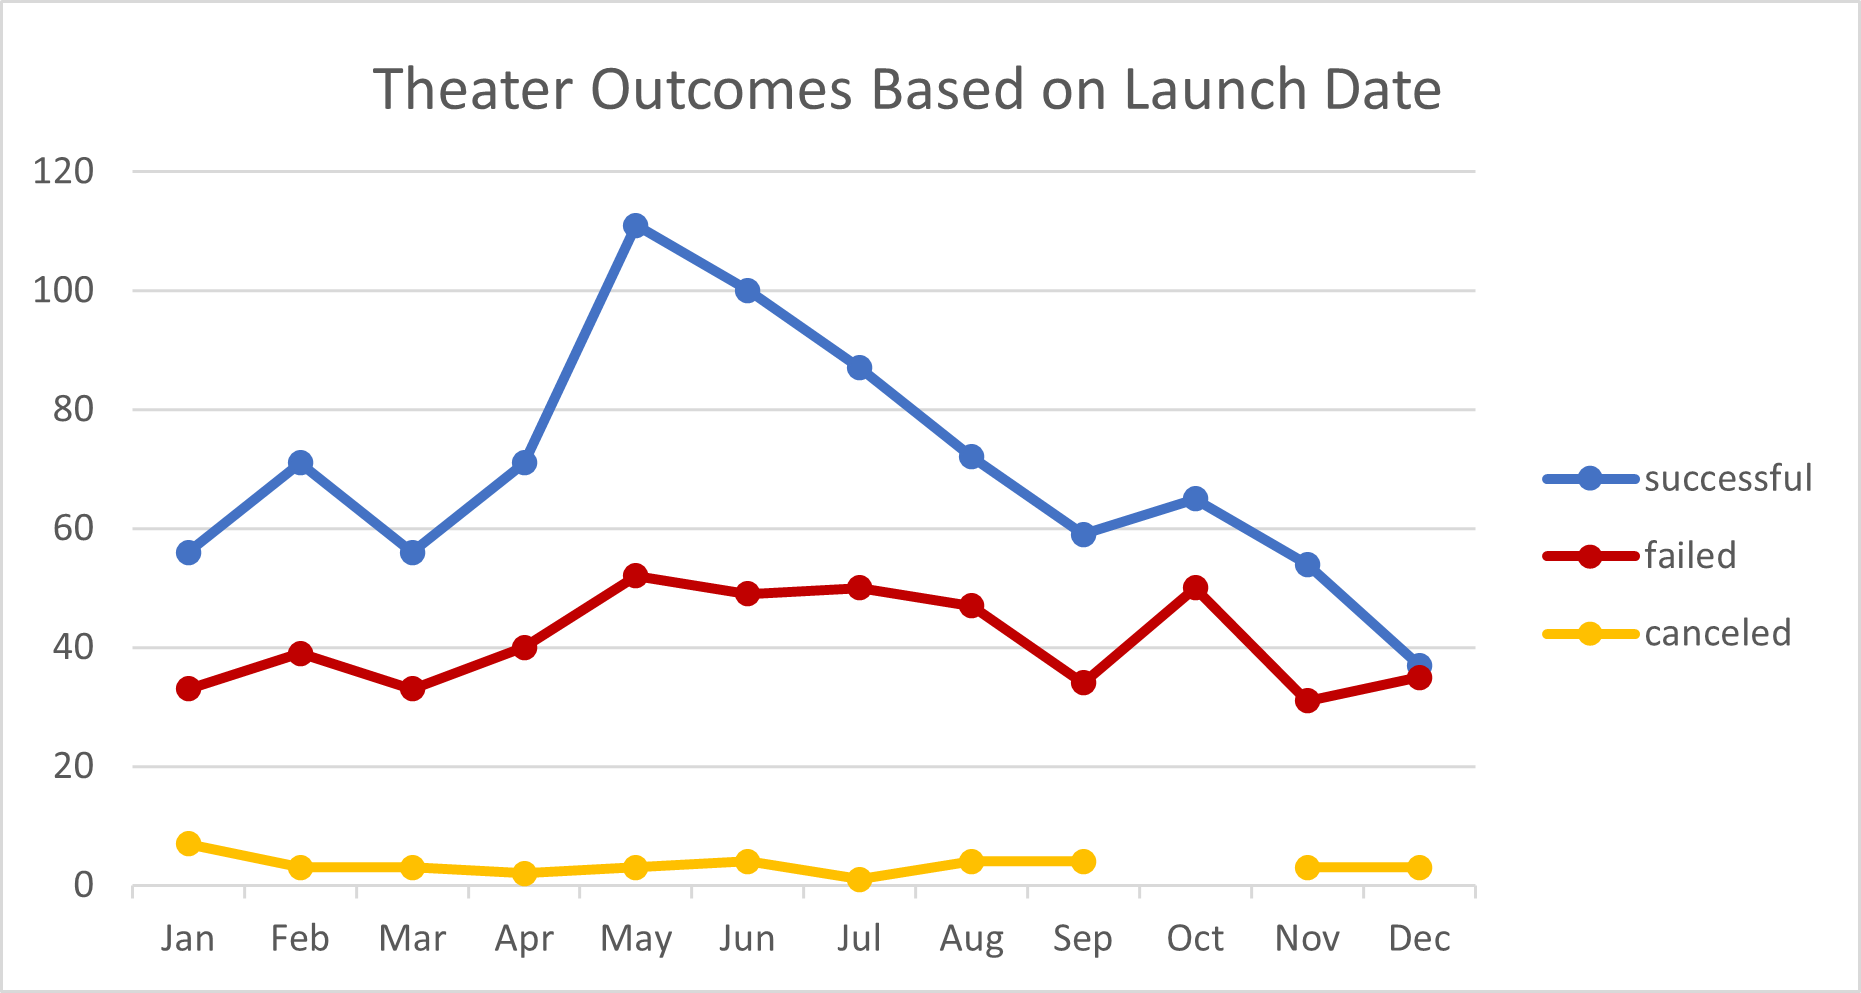 Theater Outcomes Based on Launch Date
120
100
80
60
40
20
0
Jan Feb Mar Apr May Jun Jul Aug Sep Oct Nov Dec
successful
failed
canceled